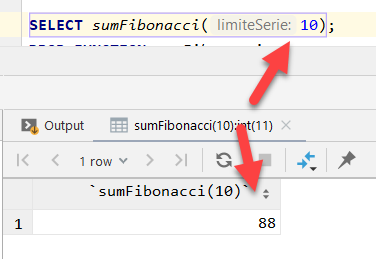 SELECT sumFibonacci( limiteSerie: 10);
Output
sumFibonacci(10):int(11)
1 row
`sumFibonacci(10)`
1
88